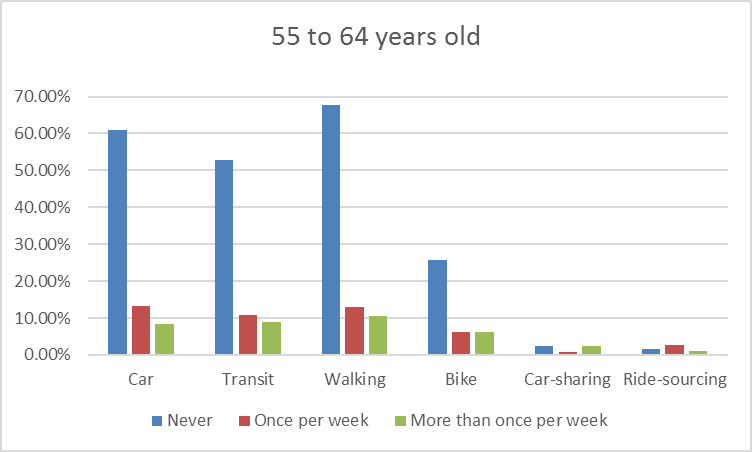 55 to 64 years old
70.00%
60.00%
50.00%
40.00%
30.00%
20.00%
10.00%
0.00%
Car Transit Walking Bike Car-sharing Ride-sourcing
Never Once per week More than once per week